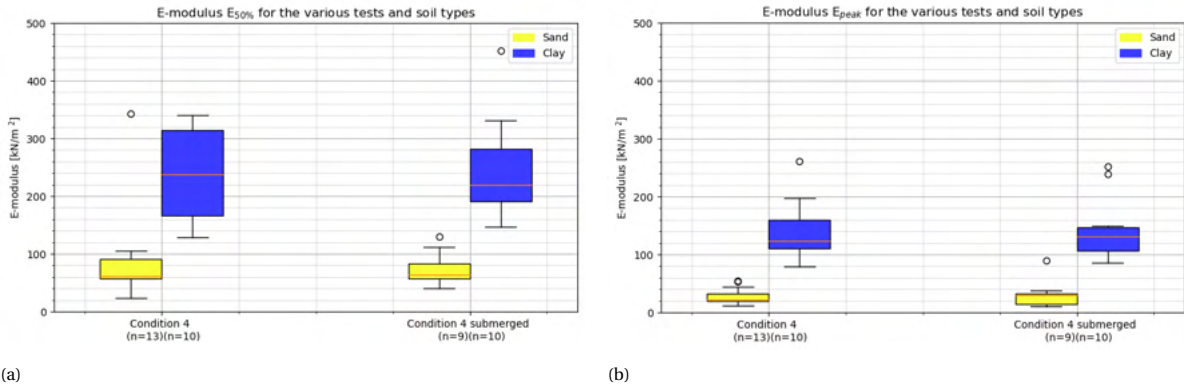 E-modulus E50% for the various tests and soil types
500
400
300
200
100
0
E-modulus [kN/m 2]
Sand
Clay
Condition 4
(n=13)(n=10)
Condition 4 submerged
(n=9)(n=10)
(a)
E-modulus Epeak for the various tests and soil types
500
400
300
200
100
0
E-modulus [kN/m 2]
Sand
Clay
Condition 4
(n=13)(n=10)
Condition 4 submerged
(n=9)(n=10)
(b)